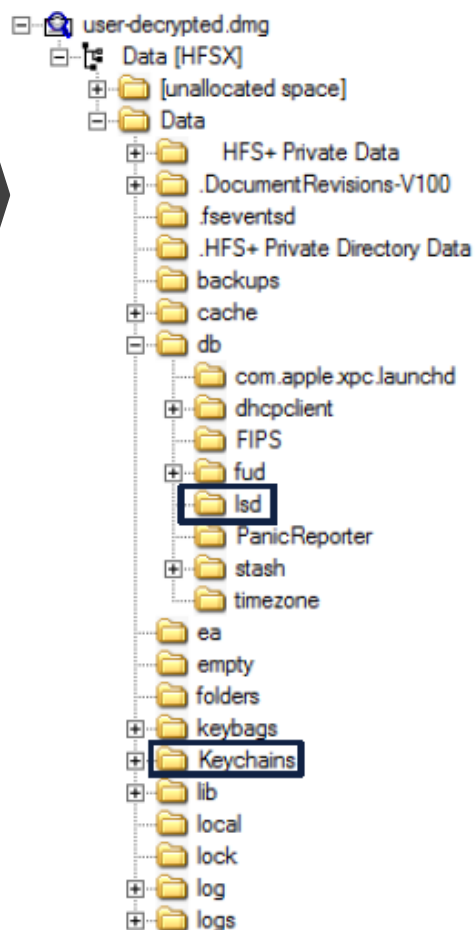 user-decrypted.dmg
Data [HFSX]
[unallocated space]
Data
HFS+ Private Data
.DocumentRevisions-V100
.fseventsd
.HFS+ Private Directory Data
backups
cache
db
com.apple.xpc.launchd
dhcpclient
FIPS
fud
lsd
PanicReporter
stash
timezone
ea
empty
folders
keybags
Keychains
lib
local
lock
log
logs